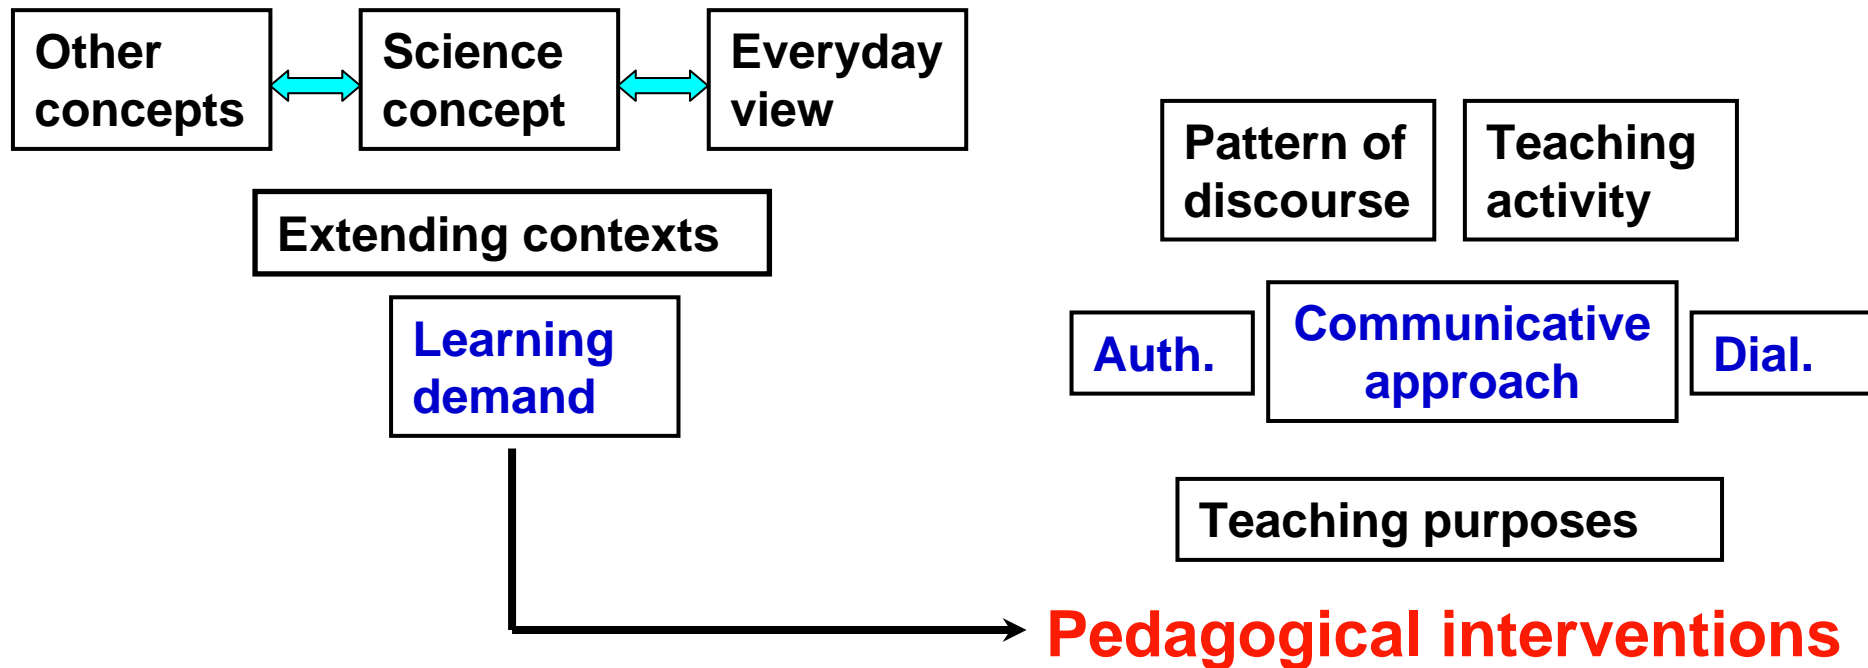 Other
concepts
Science
concept
Everyday
view
Extending contexts
Learning
demand
Pattern of
discourse
Teaching
activity
Auth.
Communicative
approach
Dial.
Teaching purposes
Pedagogical interventions